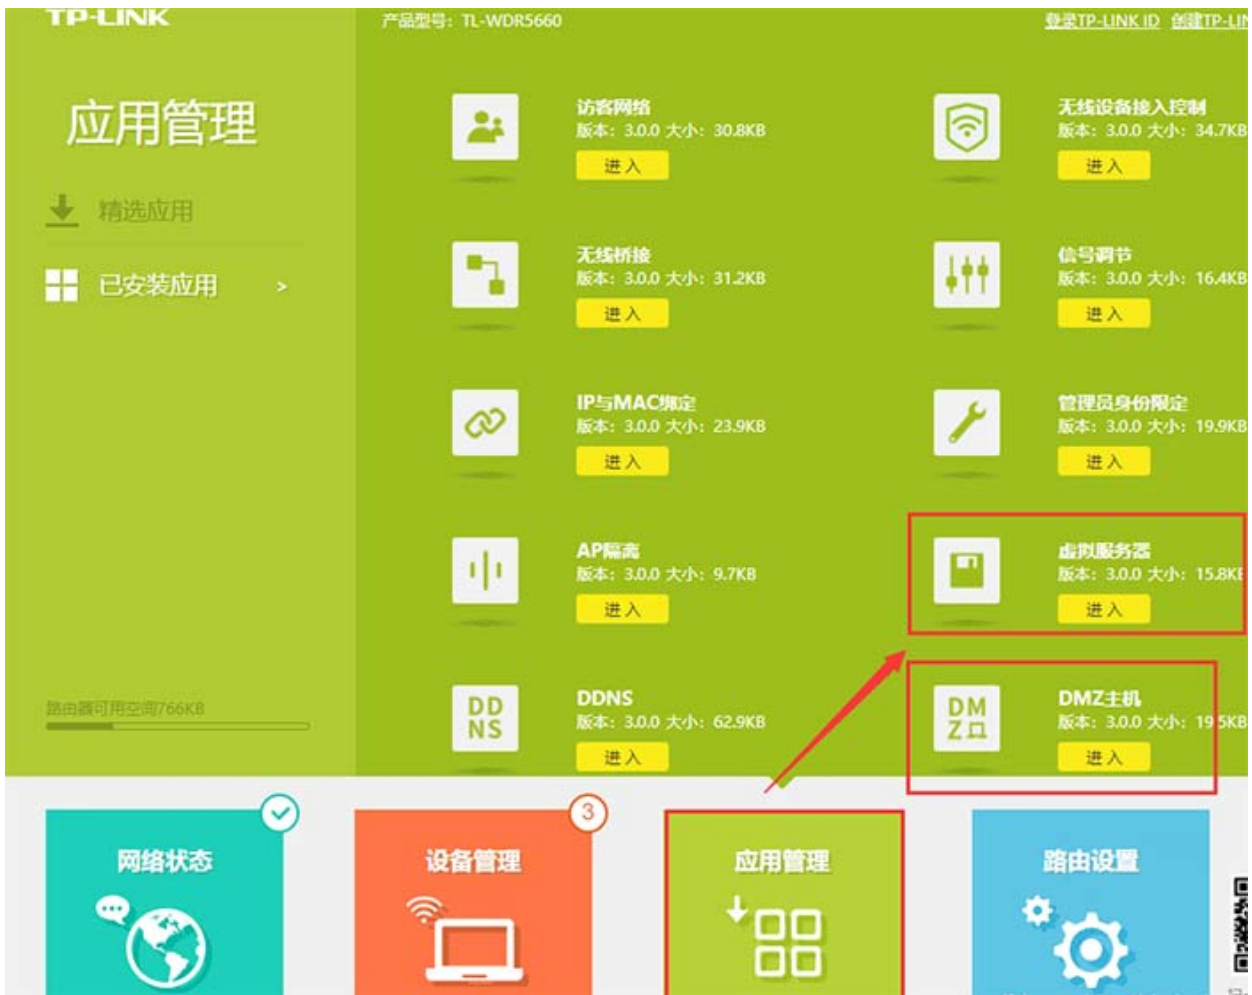 TP-LINK
产品型号: TL-WDR5660
登录TP-LINK ID 创建TP-LIN
应用管理
精选应用
已安装应用 >
路由器可用空间766KB
访客网络
版本: 3.0.0 大小: 30.8KB
进入
无线设备接入控制
版本: 3.0.0 大小: 34.7KB
进入
无线桥接
版本: 3.0.0 大小: 31.2KB
进入
信号调节
版本: 3.0.0 大小: 16.4KB
进入
IP与MAC绑定
版本: 3.0.0 大小: 23.9KB
进入
管理员身份限定
版本: 3.0.0 大小: 19.9KB
进入
AP隔离
版本: 3.0.0 大小: 9.7KB
进入
虚拟服务器
版本: 3.0.0 大小: 15.8KB
进入
DD
NS
DDNS
版本: 3.0.0 大小: 62.9KB
进入
DM
Z
DMZ主机
版本: 3.0.0 大小: 19.5KB
进入
网络状态
3
设备管理
应用管理
路由设置